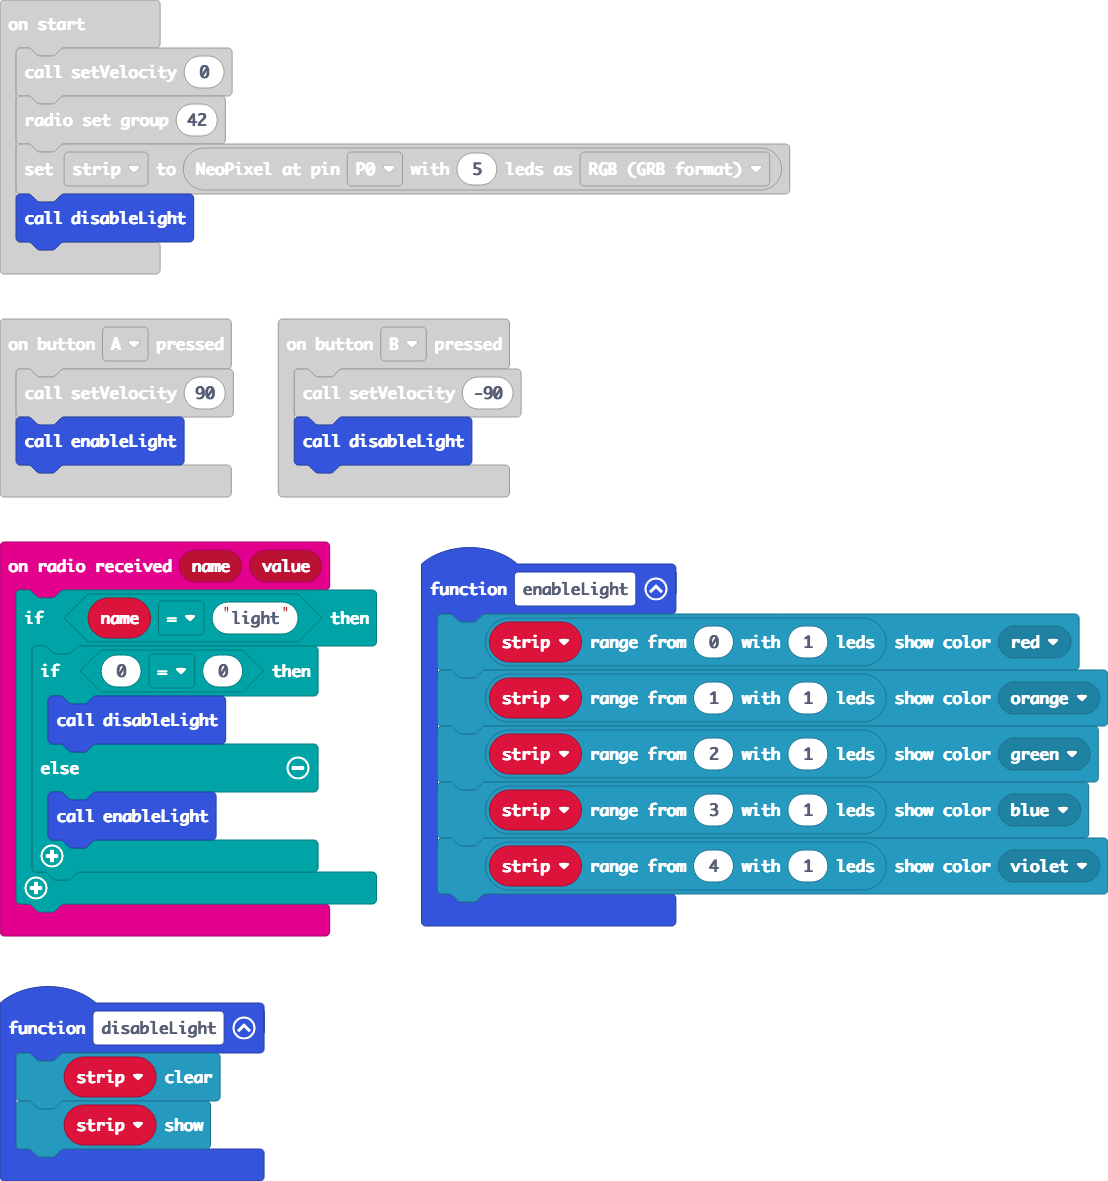 on start
call setVelocity 0
radio set group 42
set strip to NeoPixel at pin P0 with 5 leds as RGB (GRB format)
call disableLight
on button A pressed
call setVelocity 90
call enableLight
on button B pressed
call setVelocity -90
call disableLight
on radio received name value
if name = "light" then
if 0 = 0 then
call disableLight
else
call enableLight
function enableLight
strip range from 0 with 1 leds show color red
strip range from 1 with 1 leds show color orange
strip range from 2 with 1 leds show color green
strip range from 3 with 1 leds show color blue
strip range from 4 with 1 leds show color violet
function disableLight
strip clear
strip show